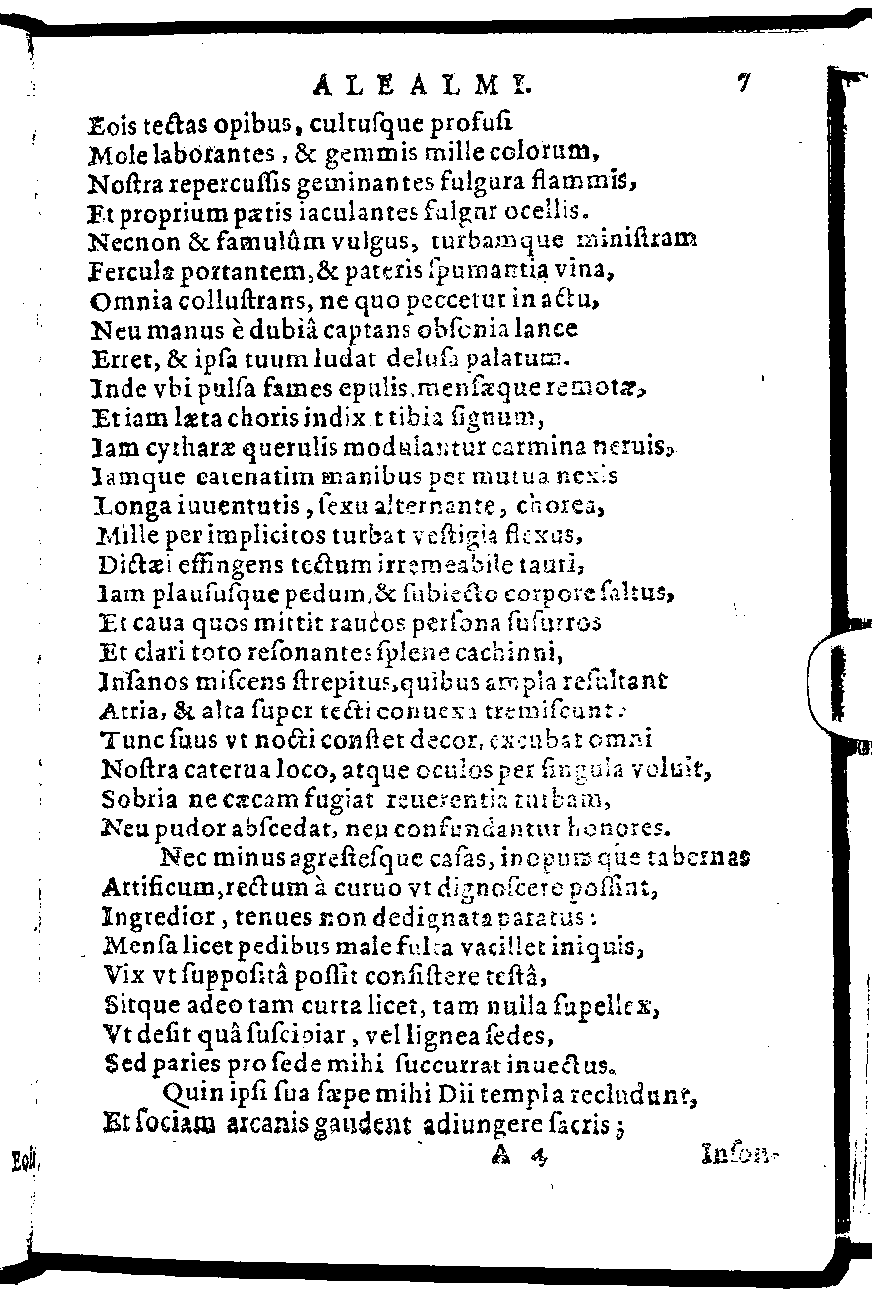 ALEALMI. 7
Eois tectas opibus, cultuſque profuſi
Mole laborantes, & gemmis mille colorum,
Noſtra repercuſſis geminantes fulgura flammis,
Et proprium pætis iaculantes fulgur ocellis.
Necnon & famulûm vulgus, turbamque miniſtram
Fercula portantem, & pateris ſpumantia vina,
Omnia colluſtrans, ne quo peccetur in actu,
Neu manus è dubiâ captans obſonia lance
Erret, & ipſa tuum ludat deluſa palatum.
Inde vbi pulſa fames epulis, menſæque remotæ,
Et iam læta choris indixit tibia ſignum,
Iam cytharæ querulis modulantur carmina neruis,
Iamque catenatim manibus per mutua nexis
Longa iuuentutis, ſexu alternante, chorea,
Mille per implicitos turbat veſtigia flexus,
Dictæi effingens tectum irremeabile tauri,
Iam plauſuſque pedum, & ſubiecto corpore ſaltus,
Et caua quos mittit raucos perſona ſuſurros
Et clari toto reſonantes ſplene cachinni,
Inſanos miſcens ſtrepitus, quibus ampla reſultant
Atria, & alta ſuper tecti conuexa tremiſcunt:
Tunc ſuus vt nocti conſtet decor, excubat omni
Noſtra caterua loco, atque oculos per ſingula voluit,
Sobria ne cæcam fugiat reuerentia turbam,
Neu pudor abſcedat, neu confundantur honores.
Nec minus agreſteſque caſas, inopumque tabernas
Artificum, rectum à curuo vt dignoſcere poſſint,
Ingredior, tenues non dedignata paratus:
Menſa licet pedibus male fulta vacillet iniquis,
Vix vt ſuppoſitâ poſſit conſiſtere teſtâ,
Sitque adeo tam curta licet, tam nulla ſupellex,
Vt deſit quâ ſuſcipiar, vel lignea ſedes,
Sed paries pro ſede mihi ſuccurrat inuectus.
Quin ipſi ſua ſæpe mihi Dii templa recludunt,
Et ſociam arcanis gaudent adiungere ſacris;
A 4 Inſon-